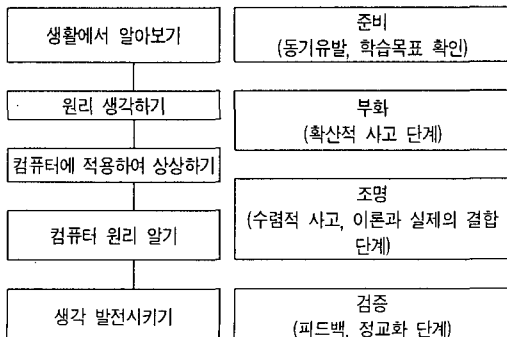 생활에서 알아보기
준비
(동기유발, 학습목표 확인)
원리 생각하기
부화
(확산적 사고 단계)
컴퓨터에 적용하여 상상하기
조명
(수렴적 사고, 이론과 실제의 결합
단계)
컴퓨터 원리 알기
생각 발전시키기
검증
(피드백, 정교화 단계)